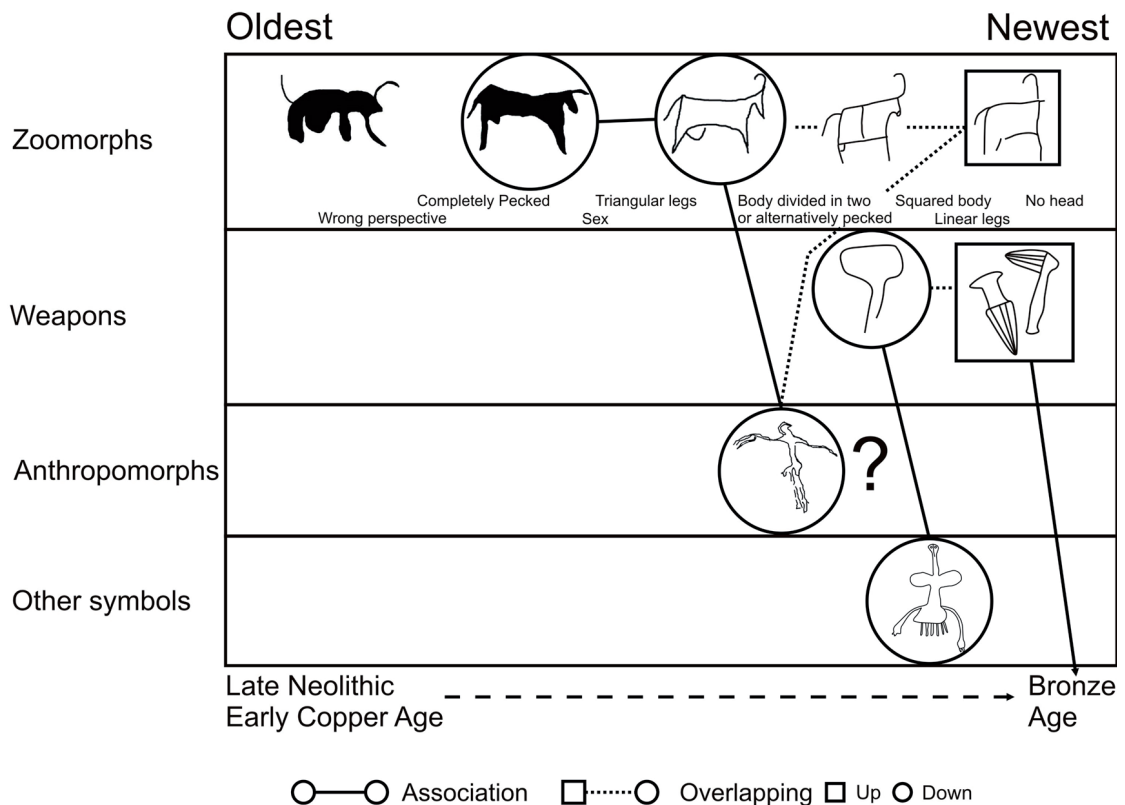 Oldest
Newest
Zoomorphs
Completely Pecked
Triangular legs
Body divided in two
Squared body
No head
Wrong perspective
Sex
or alternatively pecked
Linear legs
Weapons
Anthropomorphs
?
Other symbols
Late Neolithic
Bronze
Early Copper Age
Age
Association
Overlapping
Up
Down